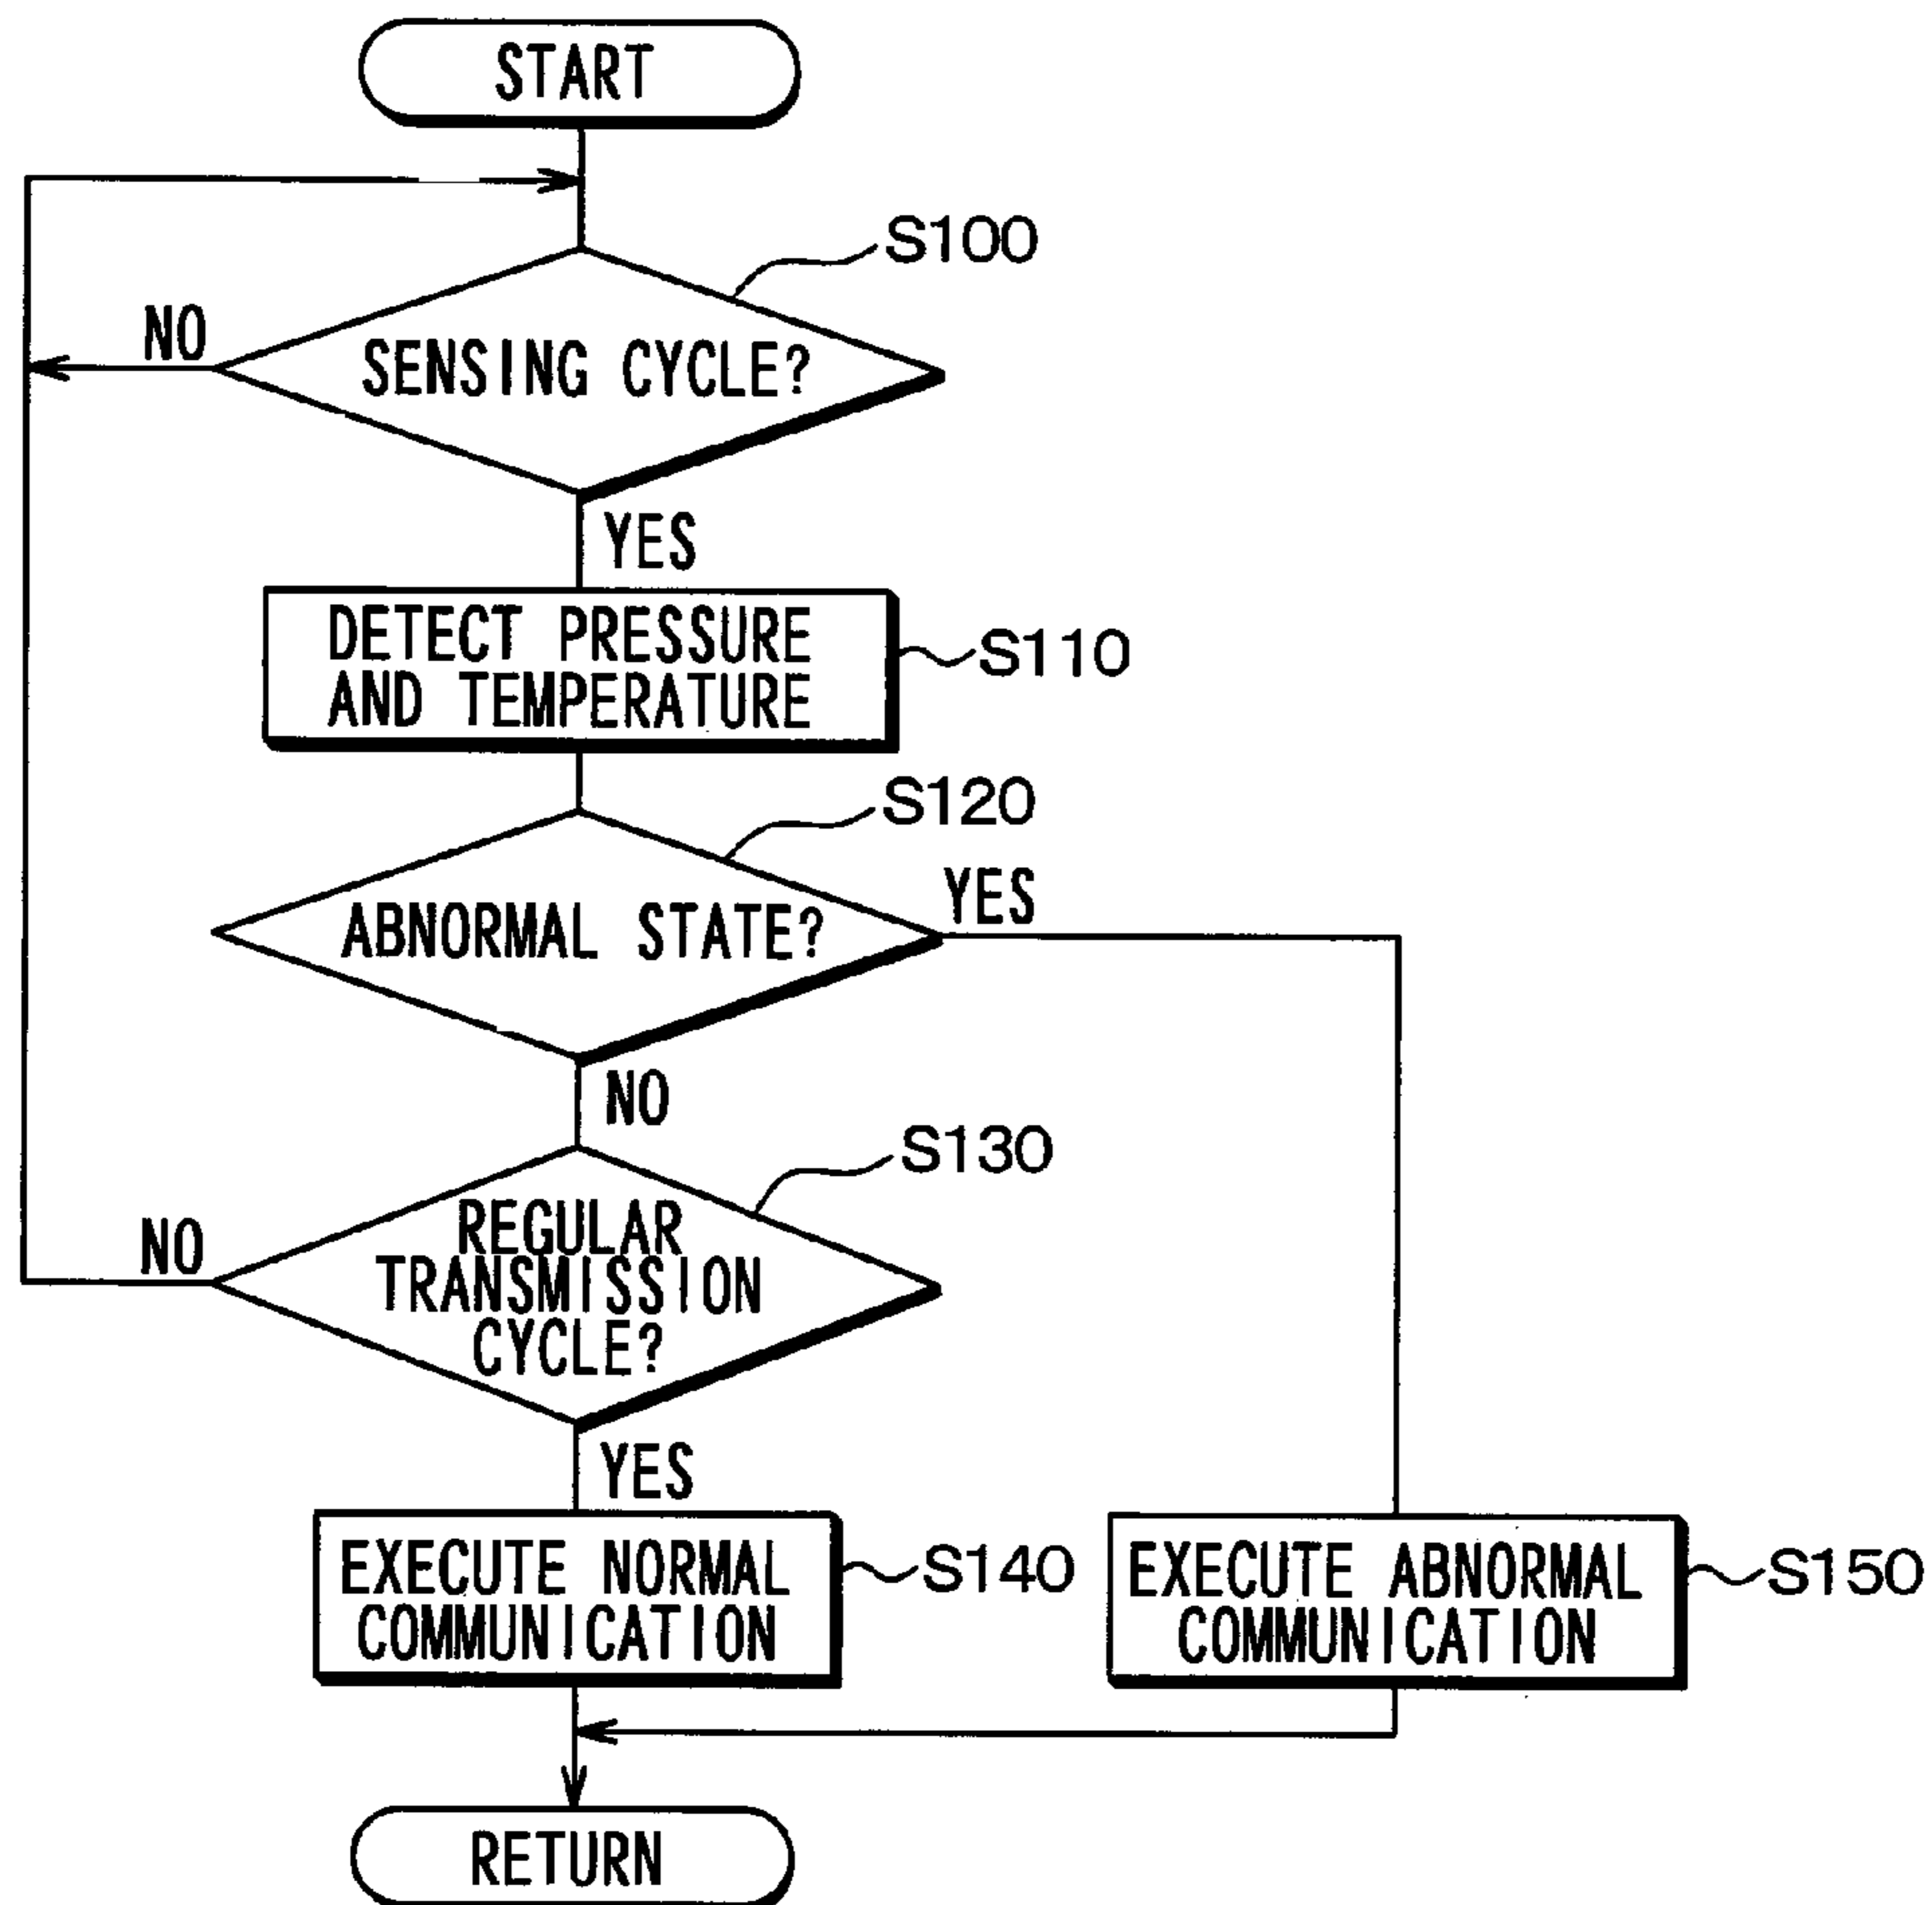 START
S100
NO
SENSING CYCLE?
YES
DETECT PRESSURE
AND TEMPERATURE
S110
S120
YES
ABNORMAL STATE?
NO
S130
NO
REGULAR
TRANSMISSION
CYCLE?
YES
EXECUTE NORMAL
COMMUNICATION
S140
EXECUTE ABNORMAL
COMMUNICATION
S150
RETURN